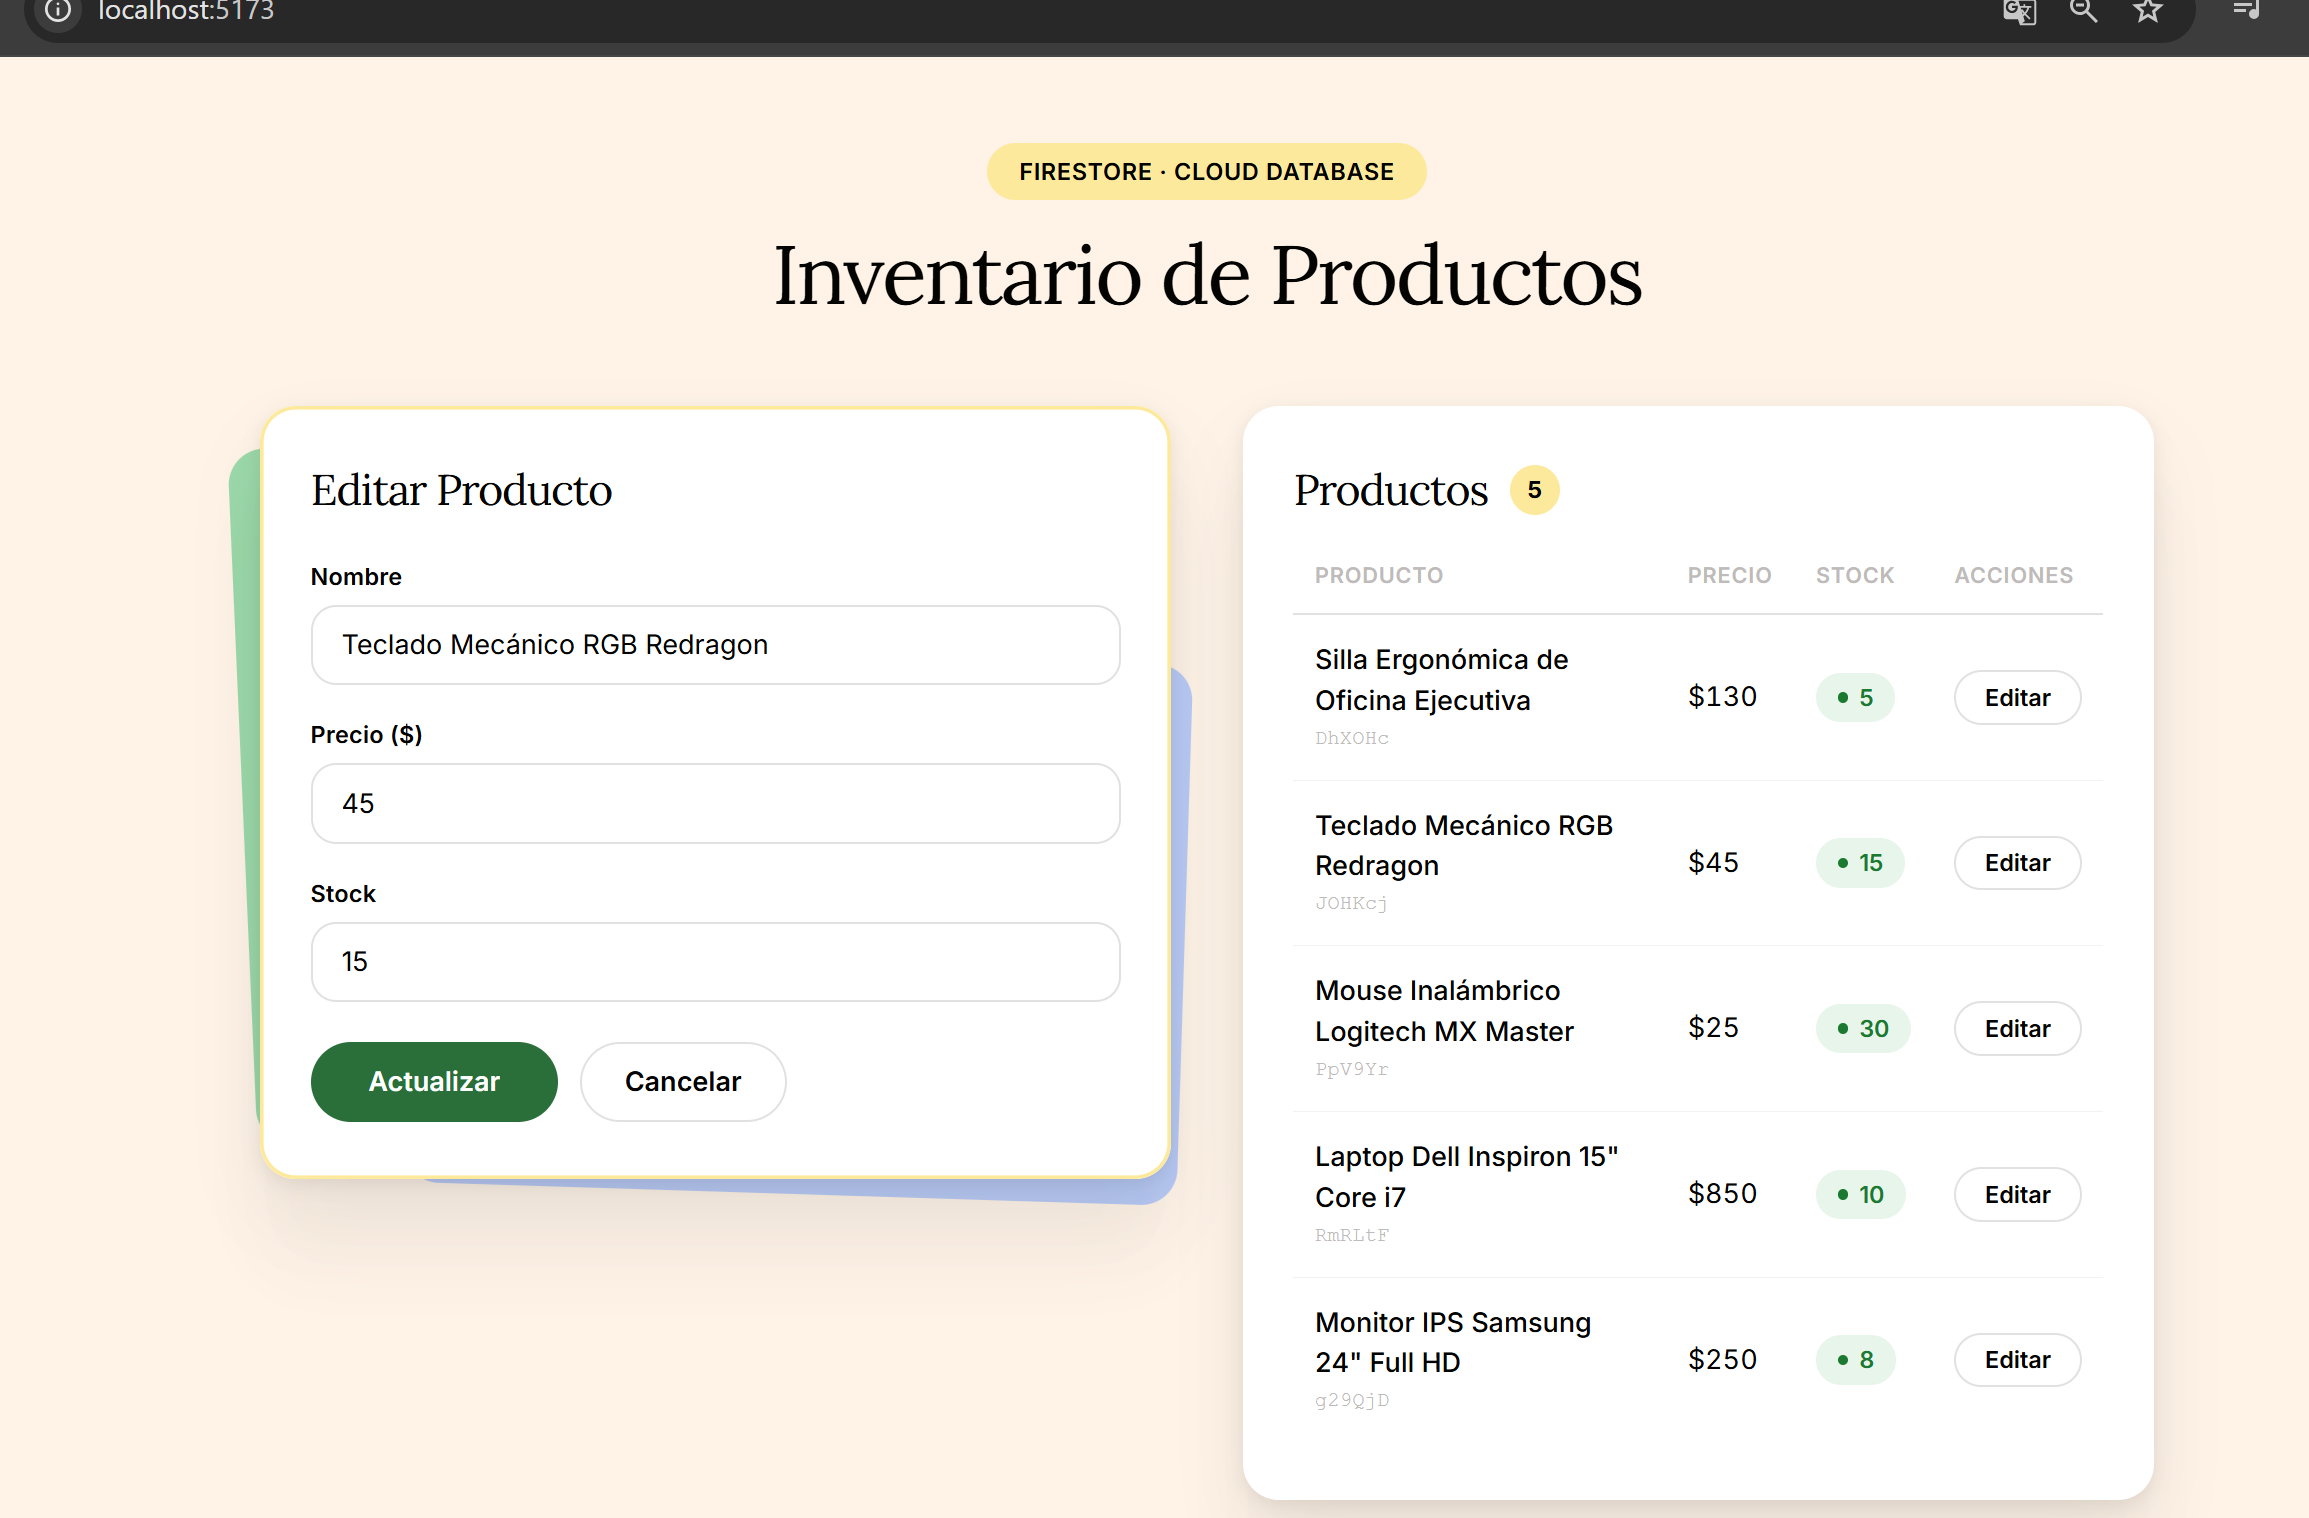 localhost:5173
FIRESTORE · CLOUD DATABASE
Inventario de Productos
Editar Producto
Nombre
Teclado Mecánico RGB Redragon
Precio ($)
45
Stock
15
Actualizar Cancelar
Productos 5
PRODUCTO PRECIO STOCK ACCIONES
Silla Ergonómica de
Oficina Ejecutiva
DhXOHc
$130 5 Editar
Teclado Mecánico RGB
Redragon
JOHKcj
$45 15 Editar
Mouse Inalámbrico
Logitech MX Master
PpV9Yr
$25 30 Editar
Laptop Dell Inspiron 15"
Core i7
RmRLtF
$850 10 Editar
Monitor IPS Samsung
24" Full HD
g29QjD
$250 8 Editar